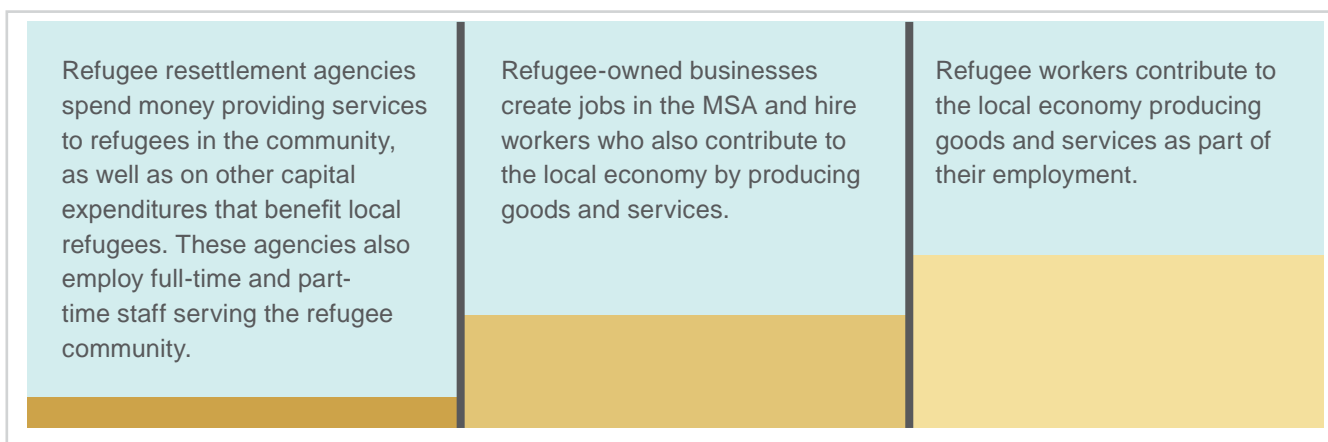 Refugee resettlement agencies
spend money providing services
to refugees in the community,
as well as on other capital
expenditures that benefit local
refugees. These agencies also
employ full-time and part-
time staff serving the refugee
community.
Refugee-owned businesses
create jobs in the MSA and hire
workers who also contribute to
the local economy by producing
goods and services.
Refugee workers contribute to
the local economy producing
goods and services as part of
their employment.